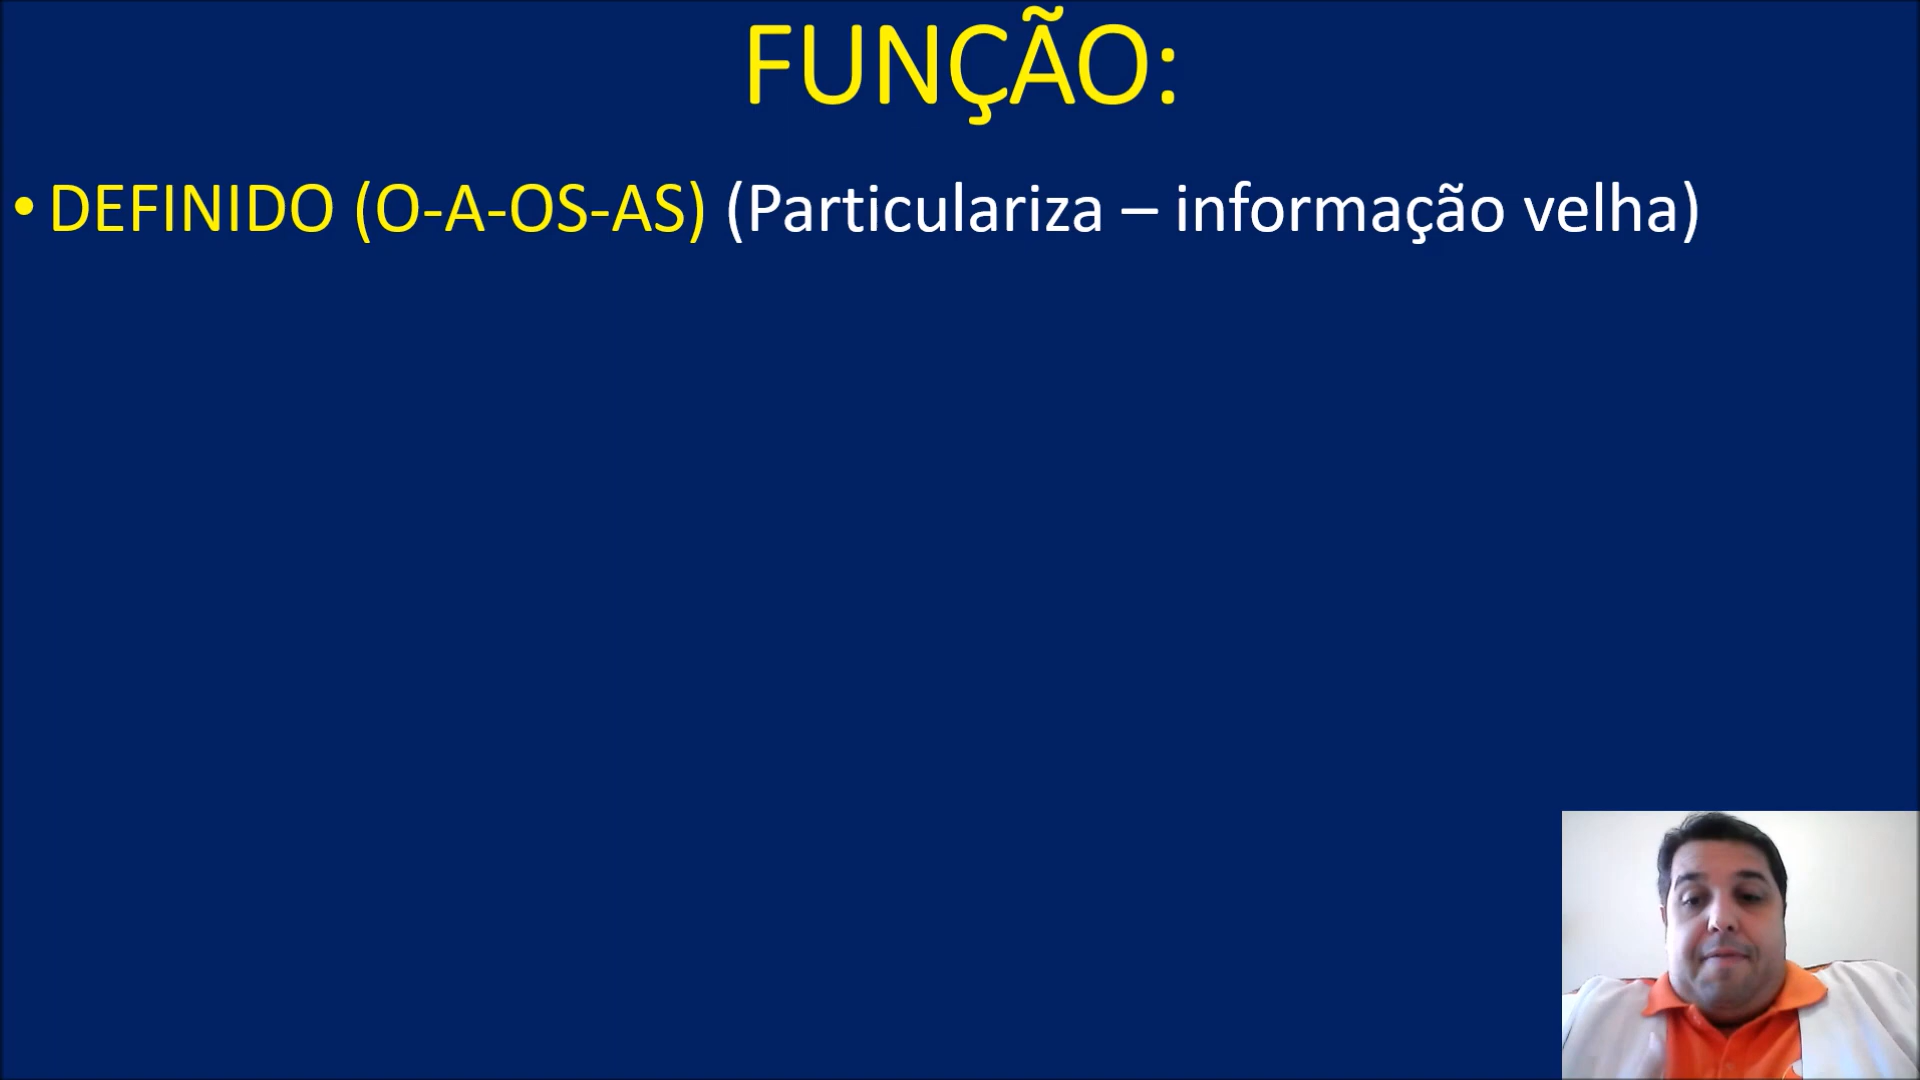 FUNÇÃO:
• DEFINIDO (O-A-OS-AS) (Particulariza – informação velha)